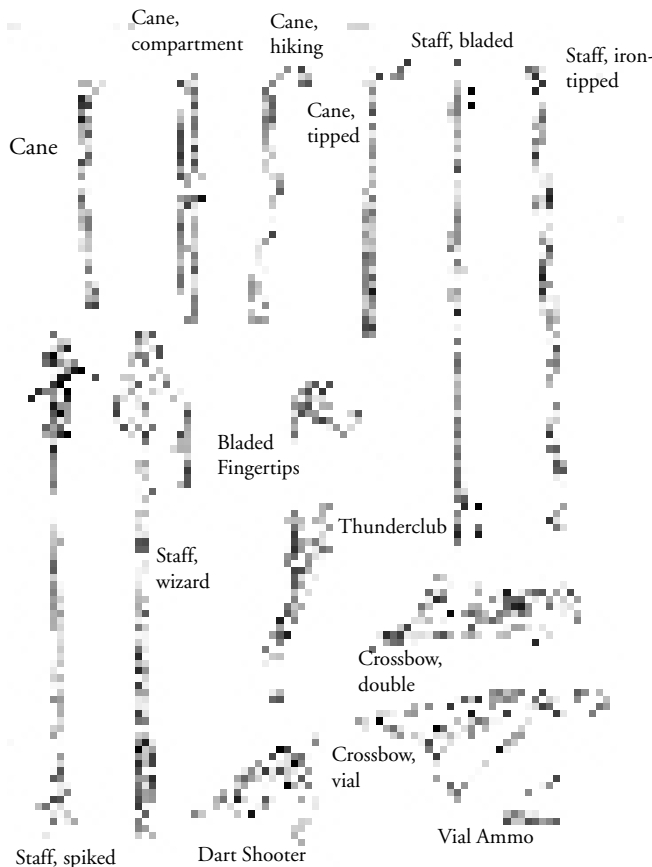 Cane,
compartment
Cane,
hiking
Staff, bladed
Staff, iron-
tipped
Cane
Cane,
tipped
Bladed
Fingertips
Thunderclub
Staff,
wizard
Crossbow,
double
Crossbow,
vial
Vial Ammo
Staff, spiked
Dart Shooter